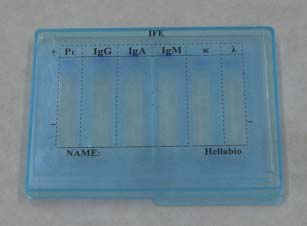 IFE
+ Pt IgG IgA IgM κ λ
– –
NAME: Hellabio